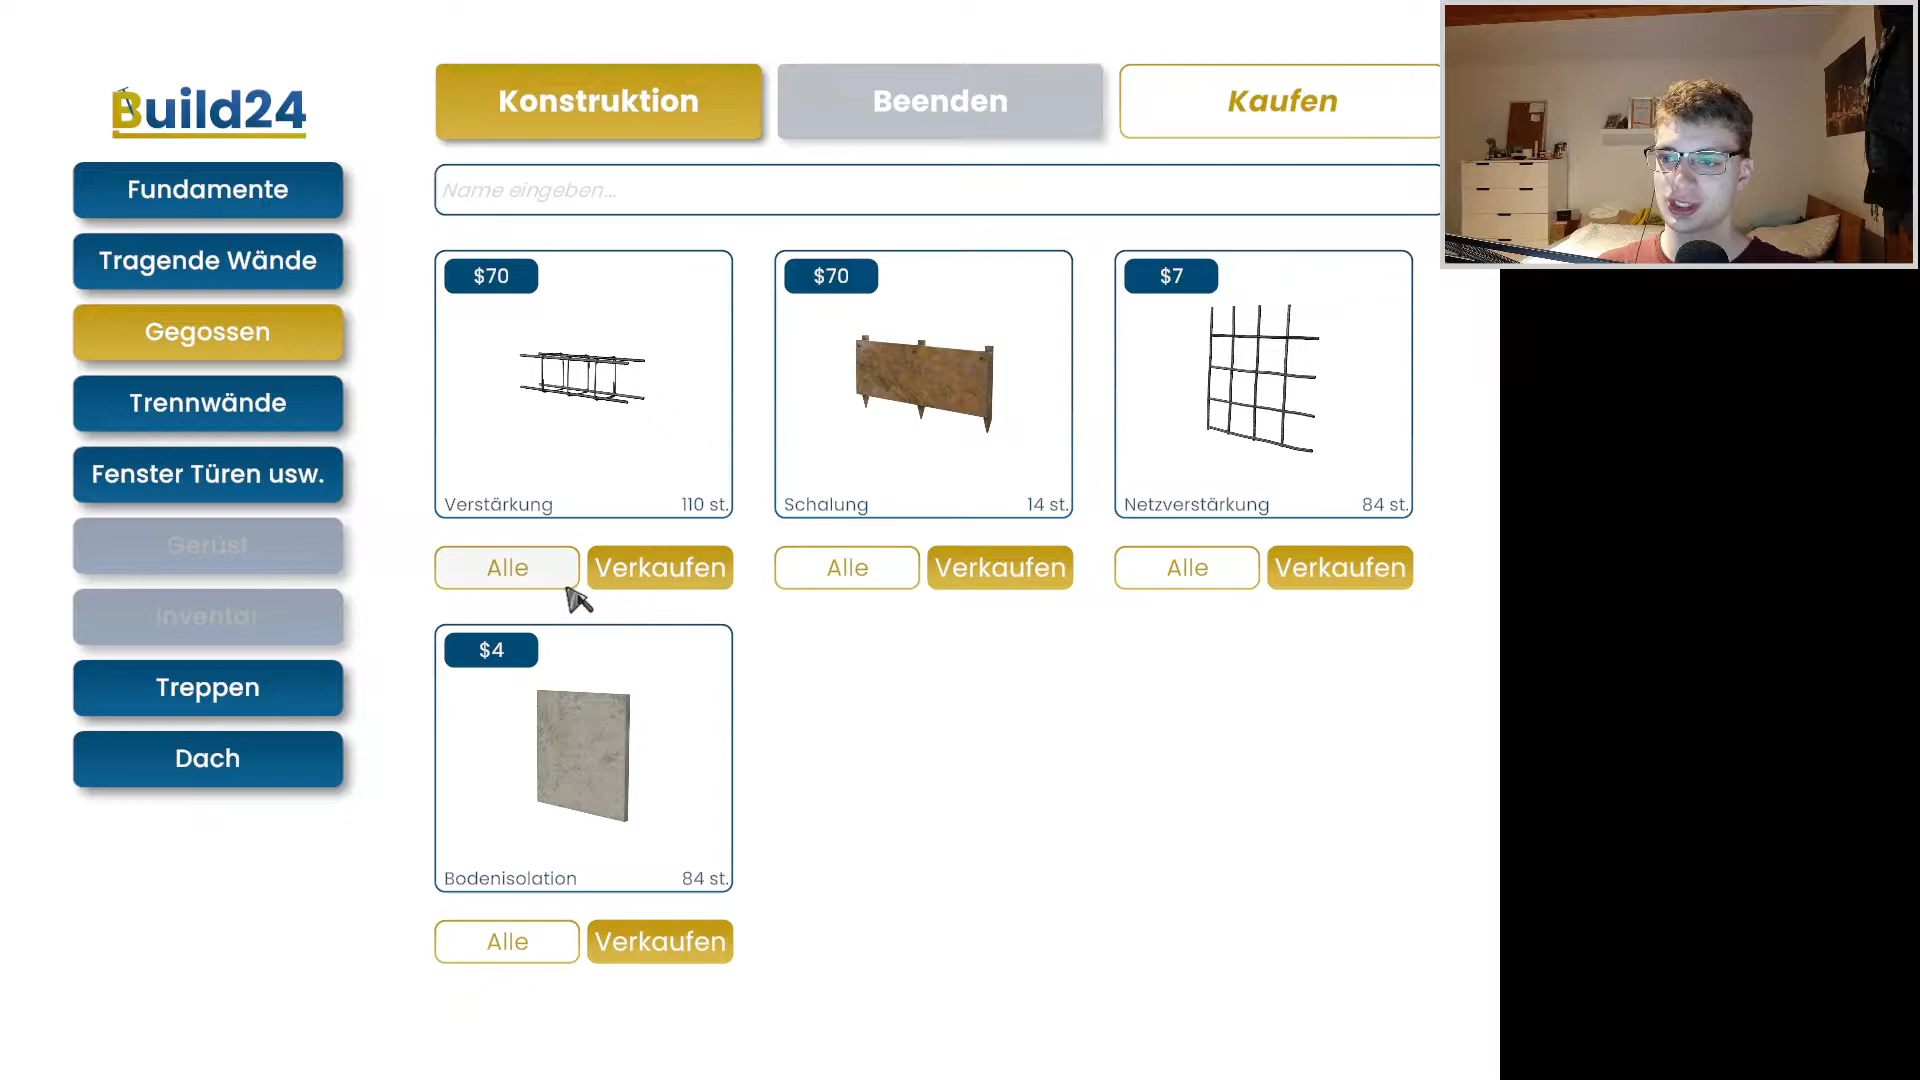 Build24
Konstruktion
Beenden
Kaufen
Name eingeben...
Fundamente
Tragende Wände
Gegossen
Trennwände
Fenster Türen usw.
Gerüst
Inventar
Treppen
Dach
$70
Verstärkung 110 st.
Alle Verkaufen
$70
Schalung 14 st.
Alle Verkaufen
$7
Netzverstärkung 84 st.
Alle Verkaufen
$4
Bodenisolation 84 st.
Alle Verkaufen